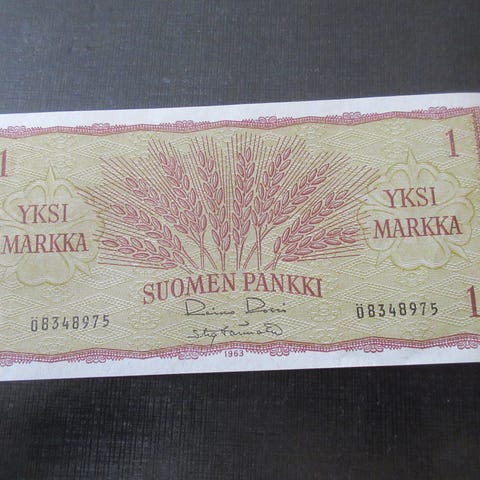 1
1
YKSI
MARKKA
YKSI
MARKKA
SUOMEN PANKKI
Ö8348975
Ö8348975
1
1963